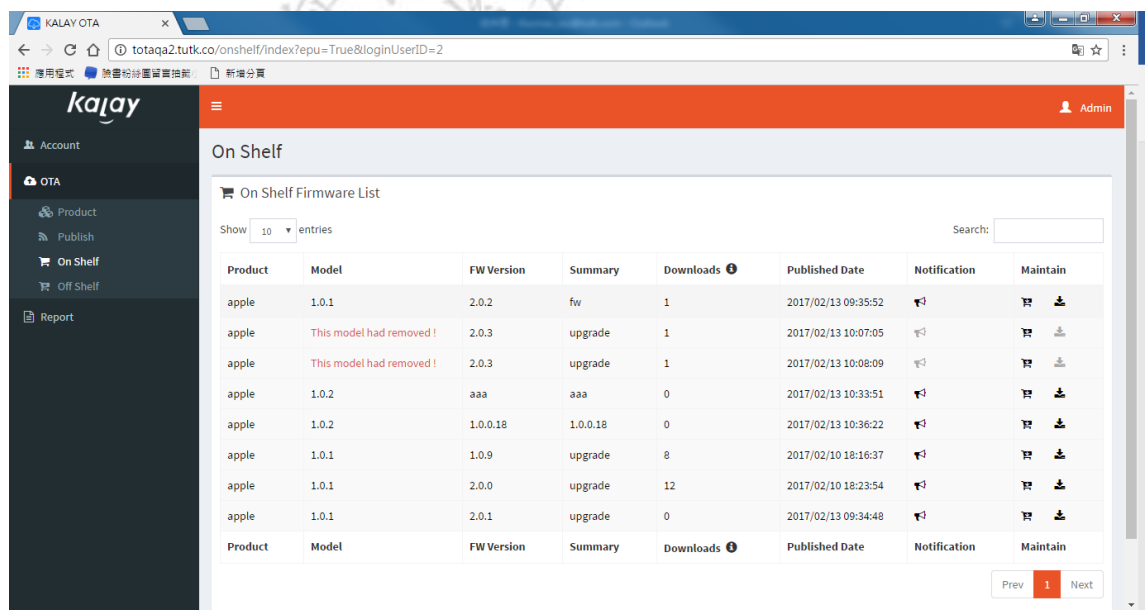 KALAY OTA
totaqa2.tutk.co/onshelf/index?epu=True&loginUserID=2
應用程式 臉書粉絲團留言抽籤 新增分頁
kalay
Admin
Account
OTA
Product
Publish
On Shelf
Off Shelf
Report
On Shelf
On Shelf Firmware List
Show 10 entries Search:
Product Model FW Version Summary Downloads Published Date Notification Maintain
apple 1.0.1 2.0.2 fw 1 2017/02/13 09:35:52
apple This model had removed ! 2.0.3 upgrade 1 2017/02/13 10:07:05
apple This model had removed ! 2.0.3 upgrade 1 2017/02/13 10:08:09
apple 1.0.2 aaa aaa 0 2017/02/13 10:33:51
apple 1.0.2 1.0.0.18 1.0.0.18 0 2017/02/13 10:36:22
apple 1.0.1 1.0.9 upgrade 8 2017/02/10 18:16:37
apple 1.0.1 2.0.0 upgrade 12 2017/02/10 18:23:54
apple 1.0.1 2.0.1 upgrade 0 2017/02/13 09:34:48
Product Model FW Version Summary Downloads Published Date Notification Maintain
Prev 1 Next